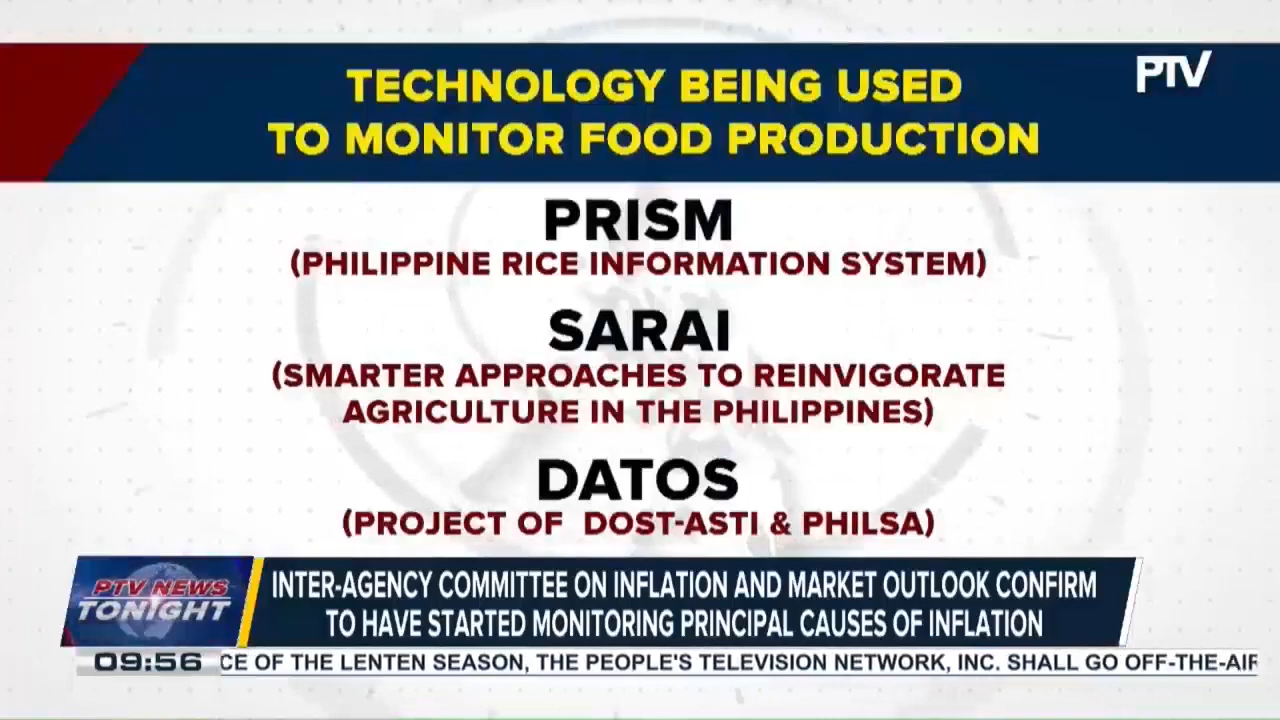 PTV
TECHNOLOGY BEING USED
TO MONITOR FOOD PRODUCTION
PRISM
(PHILIPPINE RICE INFORMATION SYSTEM)
SARAI
(SMARTER APPROACHES TO REINVIGORATE
AGRICULTURE IN THE PHILIPPINES)
DATOS
(PROJECT OF DOST-ASTI & PHILSA)
PTV NEWS
TONIGHT
INTER-AGENCY COMMITTEE ON INFLATION AND MARKET OUTLOOK CONFIRM
TO HAVE STARTED MONITORING PRINCIPAL CAUSES OF INFLATION
09:56 CE OF THE LENTEN SEASON, THE PEOPLE'S TELEVISION NETWORK, INC. SHALL GO OFF-THE-AIR